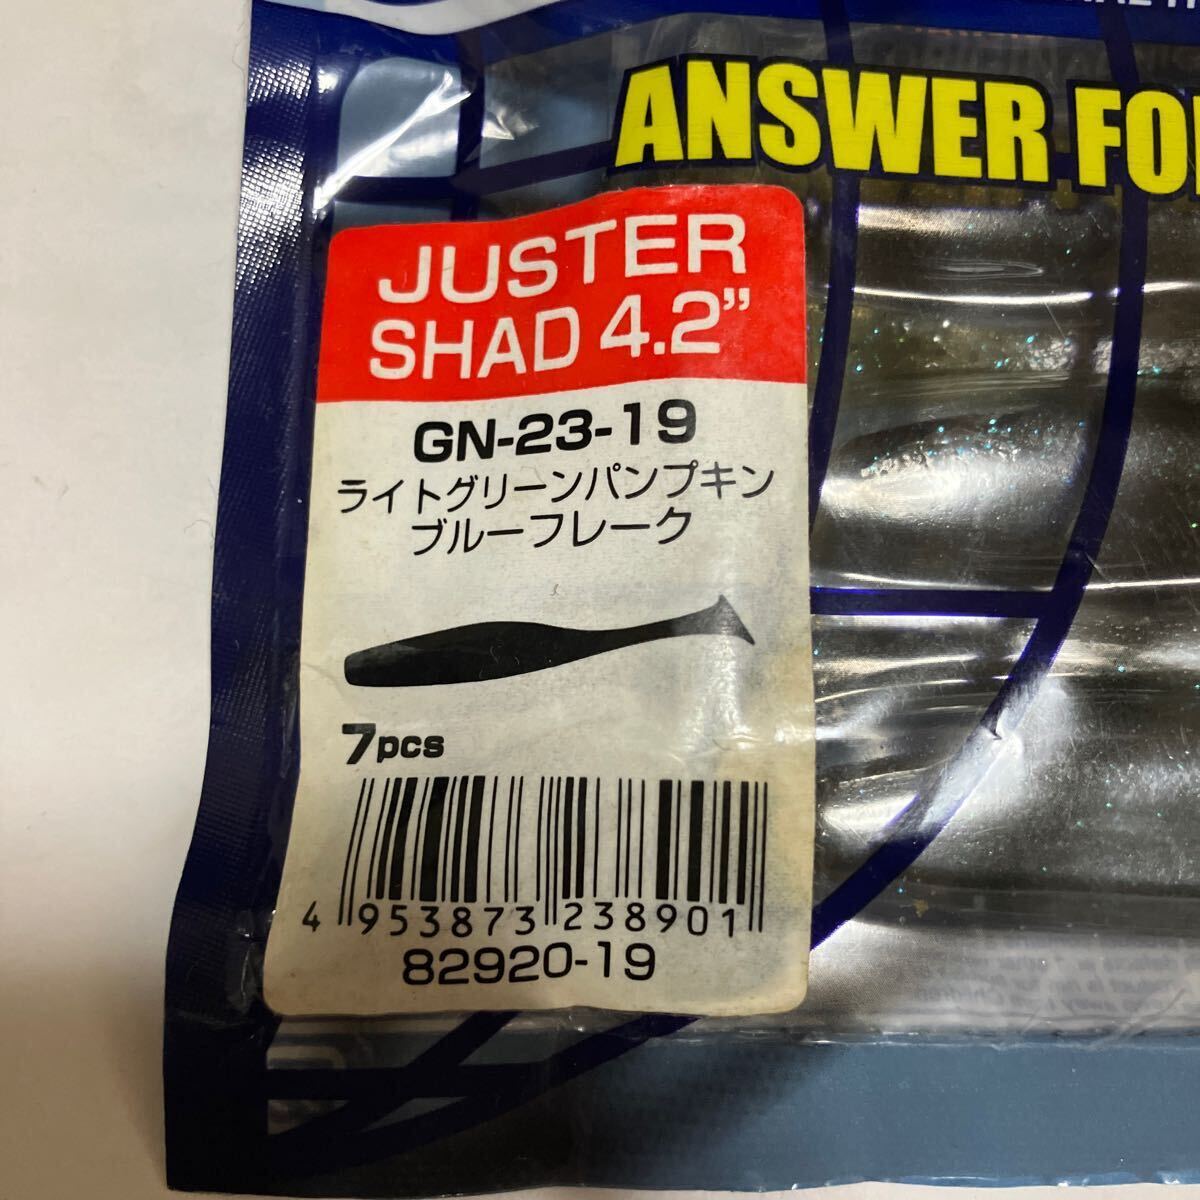 ANSWER FO
JUSTER
SHAD 4.2”
GN-23-19
ライトグリーンパンプキン
ブルーフレーク
7pcs
4 953873 238901
82920-19